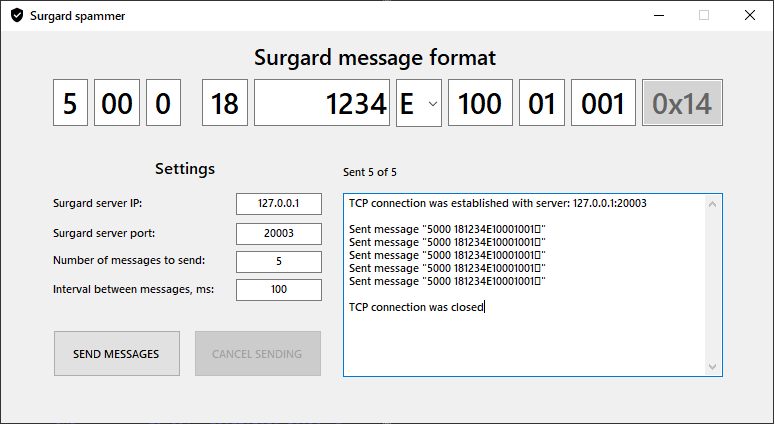 Surgard spammer
Surgard message format
5 00 0 18 1234 E 100 01 001 0x14
Settings
Sent 5 of 5
Surgard server IP: 127.0.0.1
Surgard server port: 20003
Number of messages to send: 5
Interval between messages, ms: 100
SEND MESSAGES CANCEL SENDING
TCP connection was established with server: 127.0.0.1:20003
Sent message "5000 181234E10001001▯"
Sent message "5000 181234E10001001▯"
Sent message "5000 181234E10001001▯"
Sent message "5000 181234E10001001▯"
Sent message "5000 181234E10001001▯"
TCP connection was closed